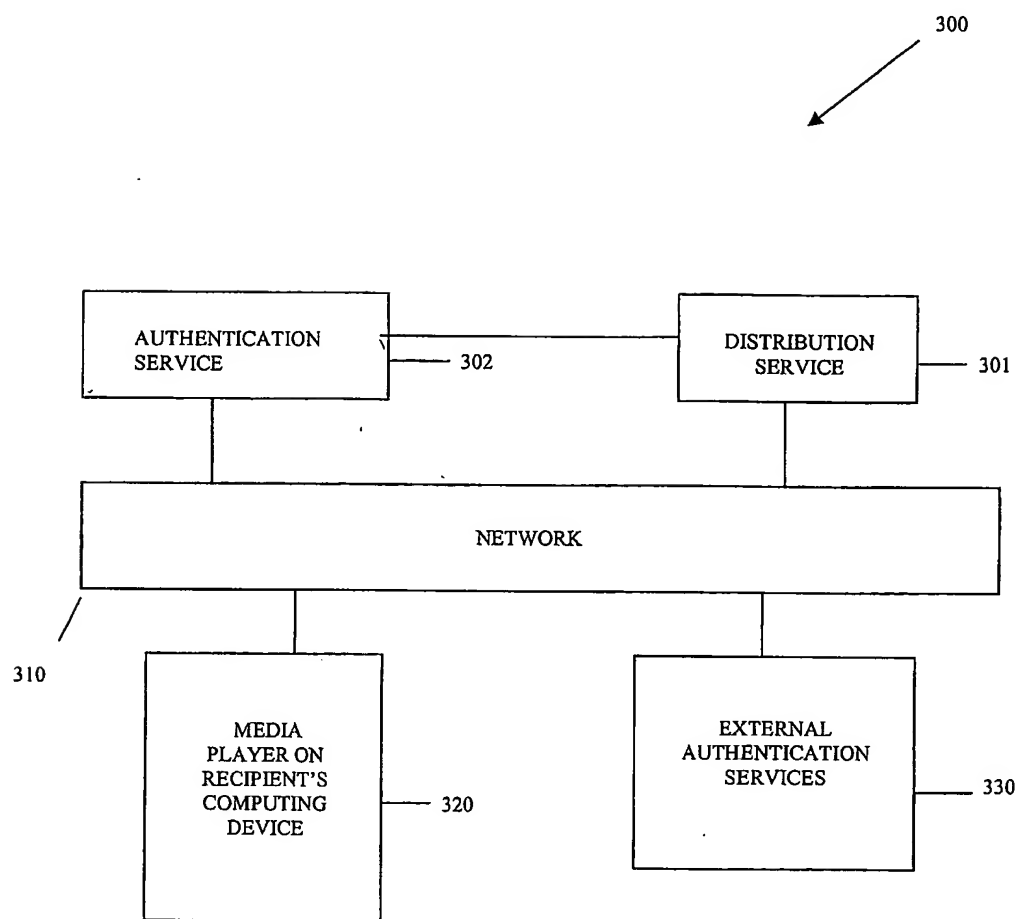 300
AUTHENTICATION
SERVICE
302
DISTRIBUTION
SERVICE
301
NETWORK
310
MEDIA
PLAYER ON
RECIPIENT'S
COMPUTING
DEVICE
320
EXTERNAL
AUTHENTICATION
SERVICES
330